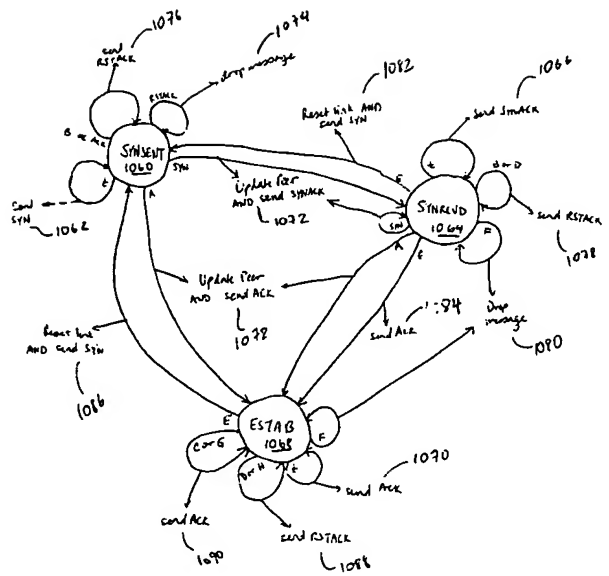 1076
1074
send
RSTACK
drop message
1082
1066
RSTACK
Reset link AND
send SYN
send SYNACK
B or ACK
SYNSENT
1060
SYN
E
t
B or D
t
Update Peer
AND send SYNACK
SYNRCVD
1064
send
SYN
A
SYN
F
send RSTACK
1062
1072
A
G
1078
Update Peer
AND send ACK
1:84
Drop
message
send ACK
Reset link
AND send SYN
1078
1080
1086
E
ESTAB
1068
F
C or G
D or H
t
1070
send ACK
send ACK
send RSTACK
1090
1088